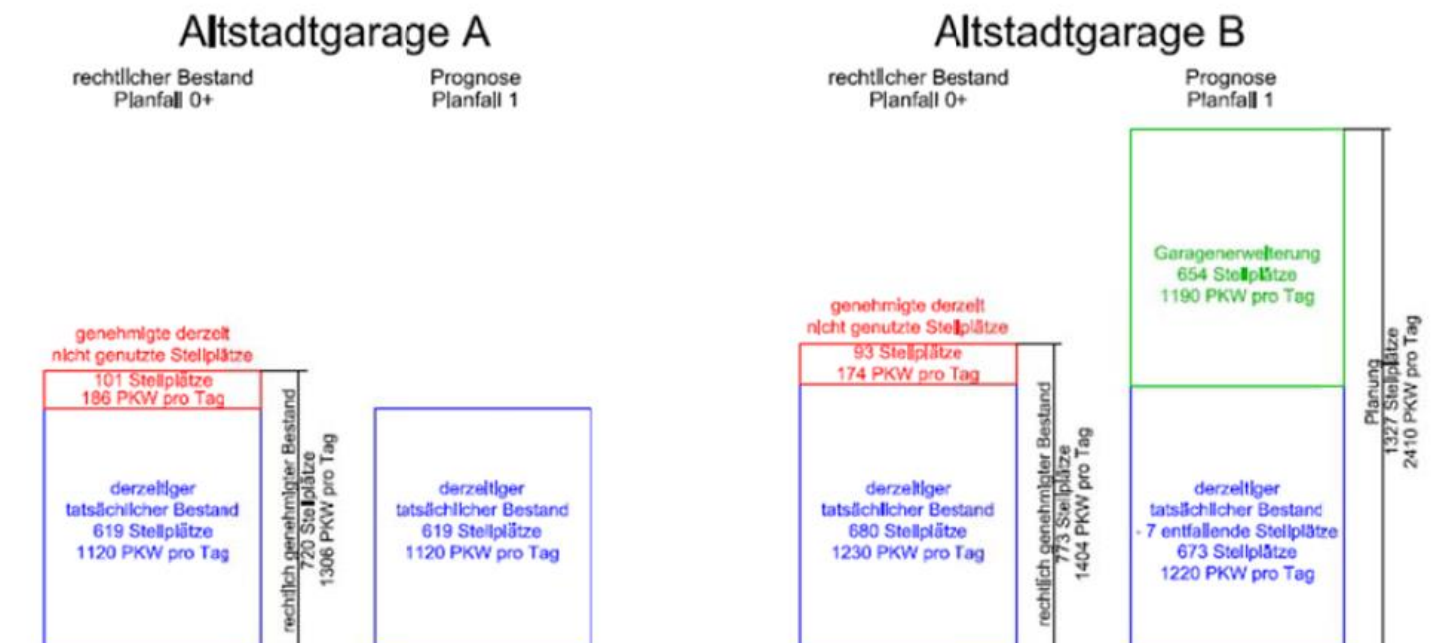 Altstadtgarage A
rechtlicher Bestand
Planfall 0+
Prognose
Planfall 1
genehmigte derzeit
nicht genutzte Stellplätze
101 Stellplätze
186 PKW pro Tag
derzeitiger
tatsächlicher Bestand
619 Stellplätze
1120 PKW pro Tag
rechtlich genehmigter Bestand
720 Stellplätze
1306 PKW pro Tag
derzeitiger
tatsächlicher Bestand
619 Stellplätze
1120 PKW pro Tag
Altstadtgarage B
rechtlicher Bestand
Planfall 0+
Prognose
Planfall 1
genehmigte derzeit
nicht genutzte Stellplätze
93 Stellplätze
174 PKW pro Tag
derzeitiger
tatsächlicher Bestand
680 Stellplätze
1230 PKW pro Tag
rechtlich genehmigter Bestand
773 Stellplätze
1404 PKW pro Tag
Garagenerweiterung
654 Stellplätze
1190 PKW pro Tag
derzeitiger
tatsächlicher Bestand
- 7 entfallende Stellplätze
673 Stellplätze
1220 PKW pro Tag
Planung
1327 Stellplätze
2410 PKW pro Tag